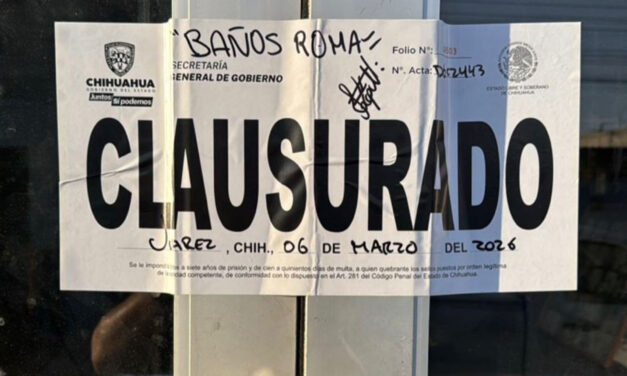 "BAÑOS ROMA"
CHIHUAHUA
GOBIERNO DEL ESTADO
Juntos Sí podemos
SECRETARÍA
GENERAL DE GOBIERNO
Folio N°:
N°. Acta: D12443
ESTADO LIBRE Y SOBERANO
DE CHIHUAHUA
CLAUSURADO
JUAREZ, CHIH., 06 DE MARZO DEL 2026
Se le impondrá a siete años de prisión y de cien a quinientos días de multa, a quien quebrante los sellos puestos por orden legítima
de autoridad competente, de conformidad con lo dispuesto en el Art. 281 del Código Penal del Estado de Chihuahua.